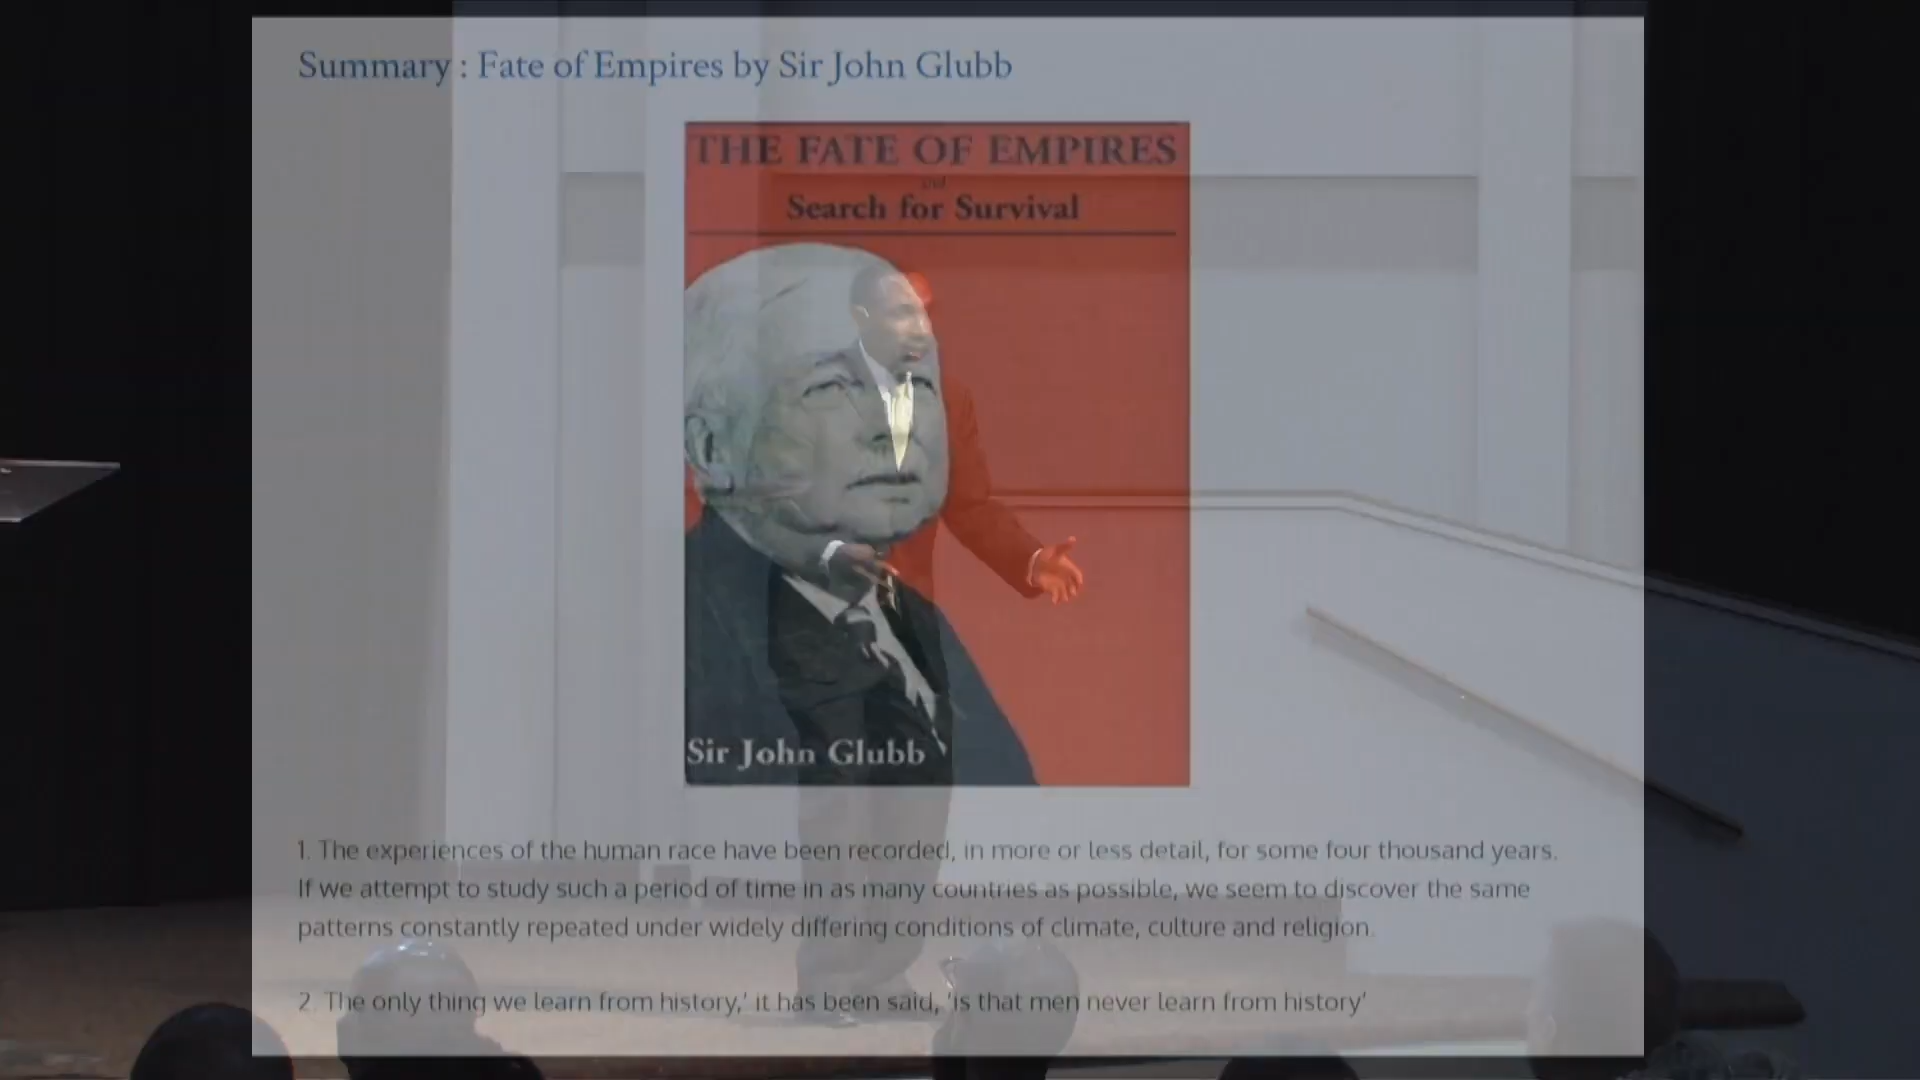 Summary : Fate of Empires by Sir John Glubb
THE FATE OF EMPIRES
and
Search for Survival
Sir John Glubb
1. The experiences of the human race have been recorded, in more or less detail, for some four thousand years.
If we attempt to study such a period of time in as many countries as possible, we seem to discover the same
patterns constantly repeated under widely differing conditions of climate, culture and religion.
2. The only thing we learn from history,' it has been said, 'is that men never learn from history'